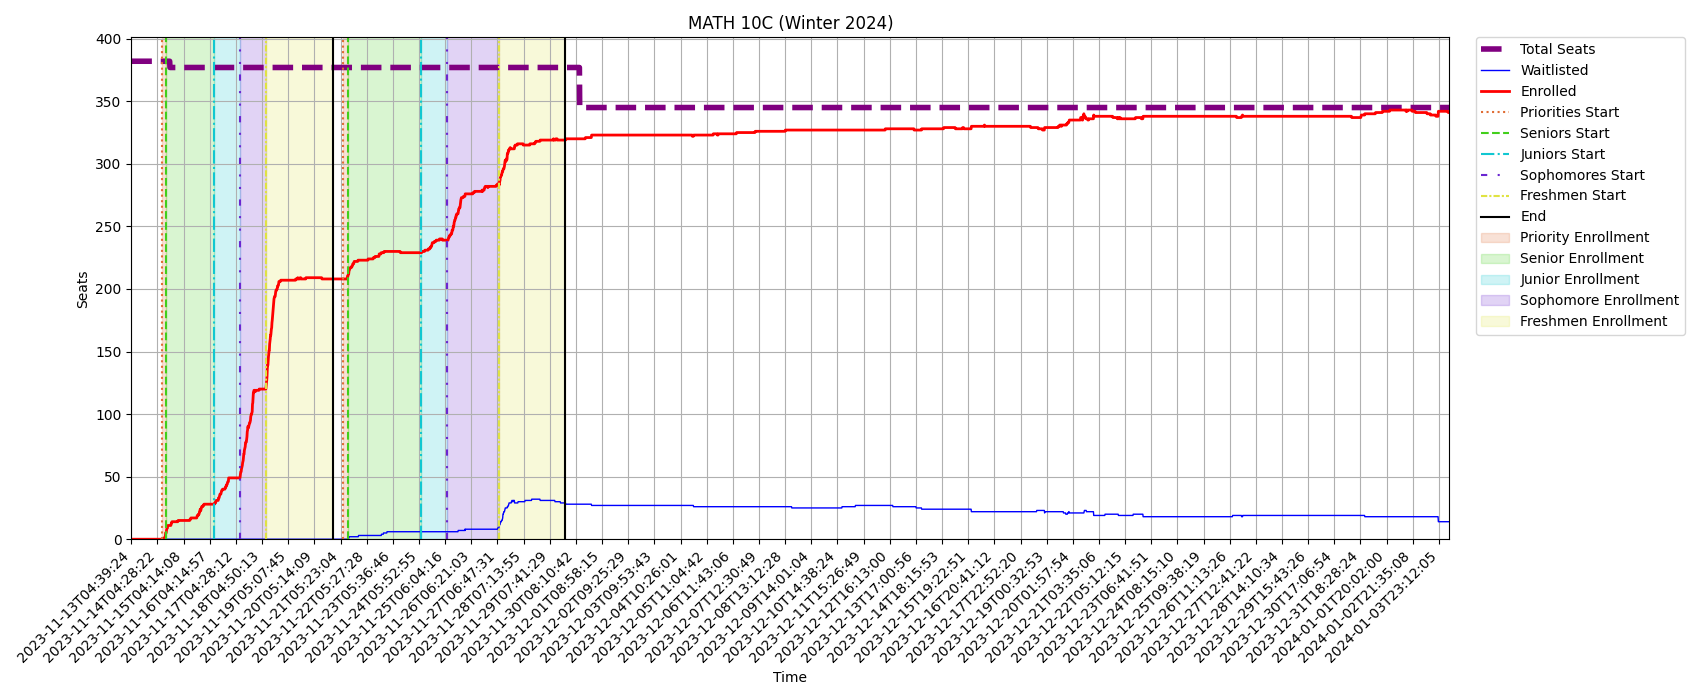 MATH 10C (Winter 2024)
400
350
300
250
200
150
100
50
0
Seats
2023-11-13T04:39:24
2023-11-14T04:28:22
2023-11-15T04:14:08
2023-11-16T04:14:57
2023-11-17T04:28:12
2023-11-18T04:50:13
2023-11-19T05:07:45
2023-11-20T05:14:09
2023-11-21T05:23:04
2023-11-22T05:27:28
2023-11-23T05:36:46
2023-11-24T05:52:55
2023-11-26T06:04:16
2023-11-26T06:21:03
2023-11-27T06:47:31
2023-11-28T07:13:55
2023-11-29T07:41:29
2023-11-30T08:10:42
2023-12-01T08:58:15
2023-12-02T09:25:29
2023-12-03T09:53:45
2023-12-04T10:26:01
2023-12-05T11:04:42
2023-12-06T11:43:06
2023-12-07T12:30:49
2023-12-08T13:12:28
2023-12-09T14:01:04
2023-12-10T14:38:24
2023-12-11T15:26:49
2023-12-12T16:13:00
2023-12-13T17:00:56
2023-12-14T18:15:53
2023-12-15T19:22:51
2023-12-16T20:41:12
2023-12-17T22:52:20
2023-12-19T00:32:53
2023-12-20T01:57:54
2023-12-21T03:35:06
2023-12-22T05:12:15
2023-12-23T06:41:51
2023-12-24T08:15:10
2023-12-25T09:38:19
2023-12-26T11:13:26
2023-12-27T12:41:22
2023-12-28T14:10:34
2023-12-29T15:43:26
2023-12-30T17:06:54
2023-12-31T18:28:24
2024-01-01T20:02:00
2024-01-02T21:35:08
2024-01-03T23:12:05
Time
Total Seats
Waitlisted
Enrolled
Priorities Start
Seniors Start
Juniors Start
Sophomores Start
Freshmen Start
End
Priority Enrollment
Senior Enrollment
Junior Enrollment
Sophomore Enrollment
Freshmen Enrollment